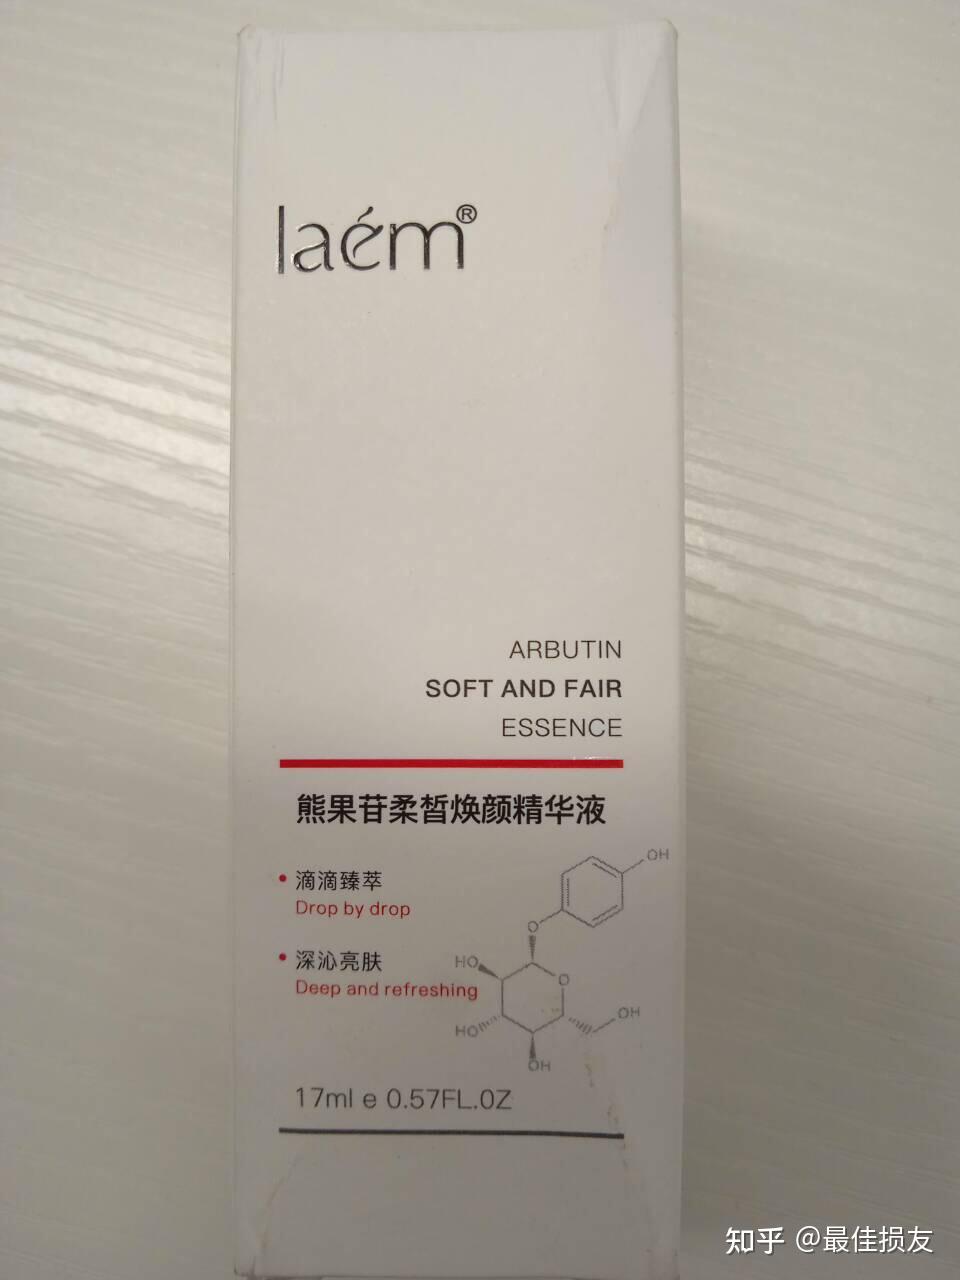 laém®
ARBUTIN
SOFT AND FAIR
ESSENCE
熊果苷柔皙焕颜精华液
滴滴臻萃
Drop by drop
深沁亮肤
Deep and refreshing
OH
O
HO
O
HO
OH
OH
17ml e 0.57FL.0Z
知乎 @最佳损友